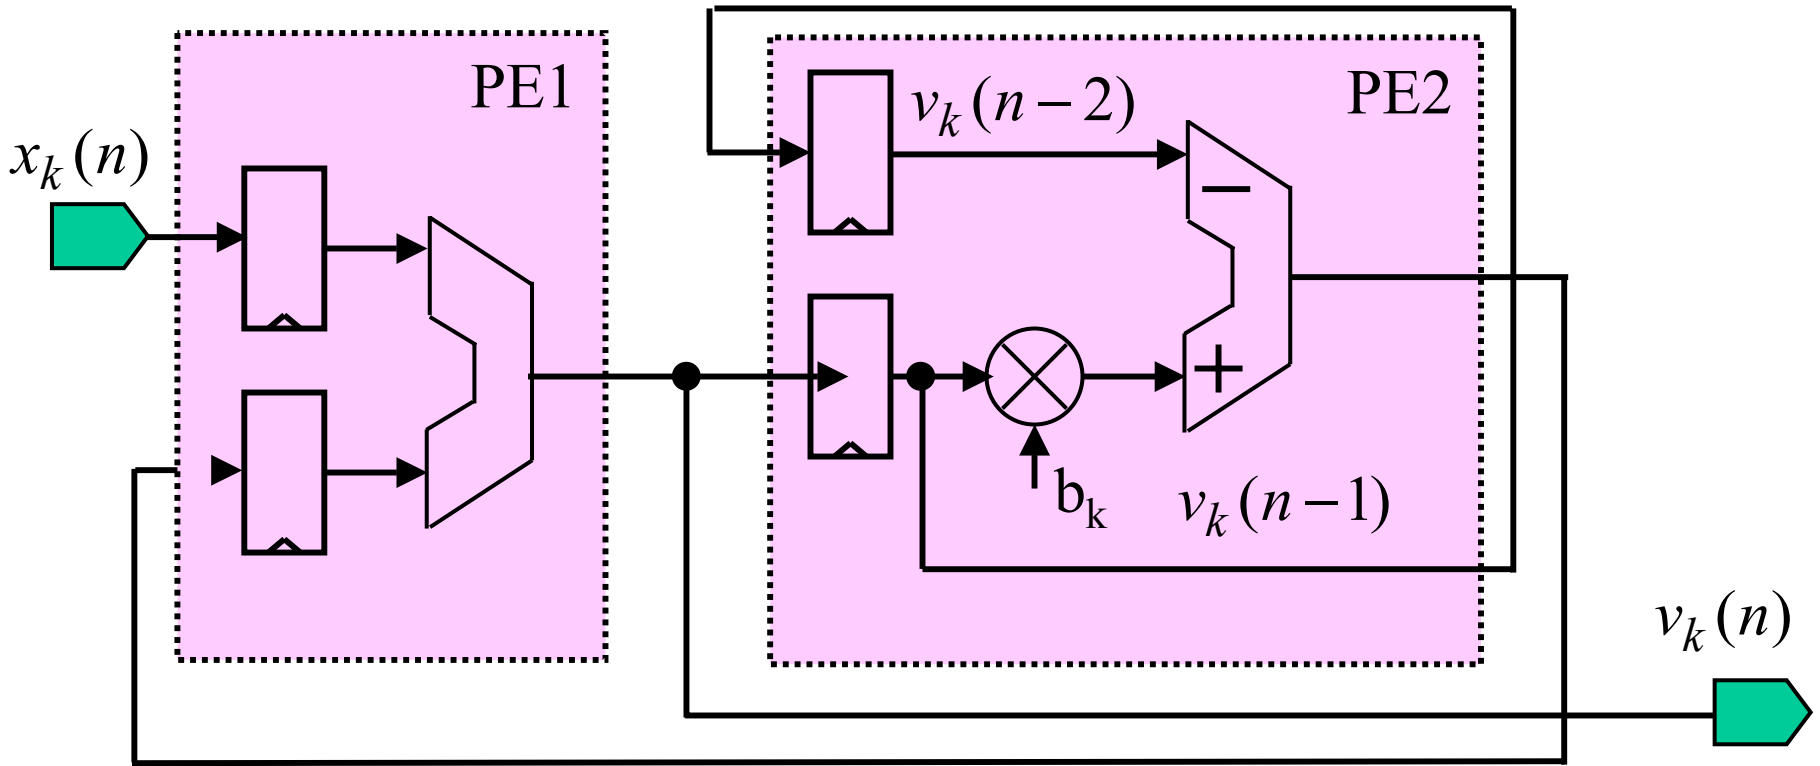 PE1
PE2
x_k(n)
v_k(n−2)
−
+
b_k
v_k(n−1)
v_k(n)